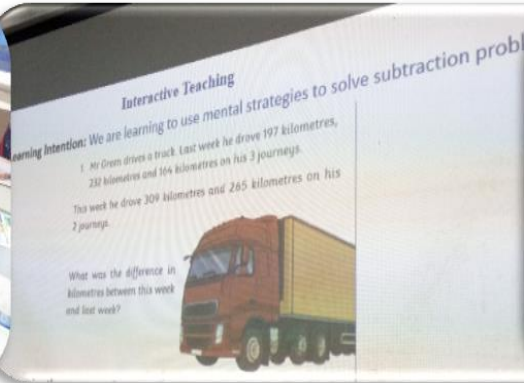 Interactive Teaching
earning Intention: We are learning to use mental strategies to solve subtraction probl
1 Mr Green drives a truck. Last week he drove 197 kilometres,
232 kilometres and 164 kilometres on his 3 journeys.
This week he drove 309 kilometres and 265 kilometres on his
2 journeys.
What was the difference in
kilometres between this week
and last week?